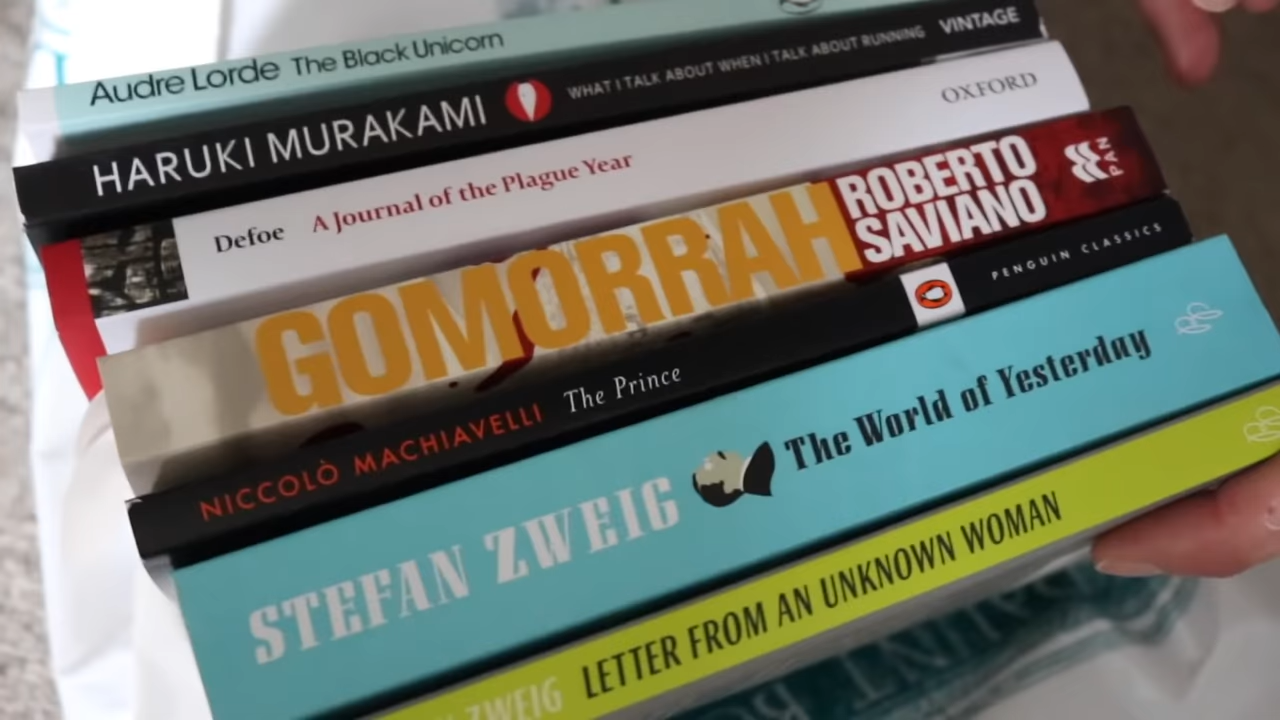 Audre Lorde The Black Unicorn
HARUKI MURAKAMI WHAT I TALK ABOUT WHEN I TALK ABOUT RUNNING VINTAGE
Defoe A Journal of the Plague Year OXFORD
GOMORRAH ROBERTO SAVIANO PAN
NICCOLÒ MACHIAVELLI The Prince PENGUIN CLASSICS
STEFAN ZWEIG The World of Yesterday
ZWEIG LETTER FROM AN UNKNOWN WOMAN